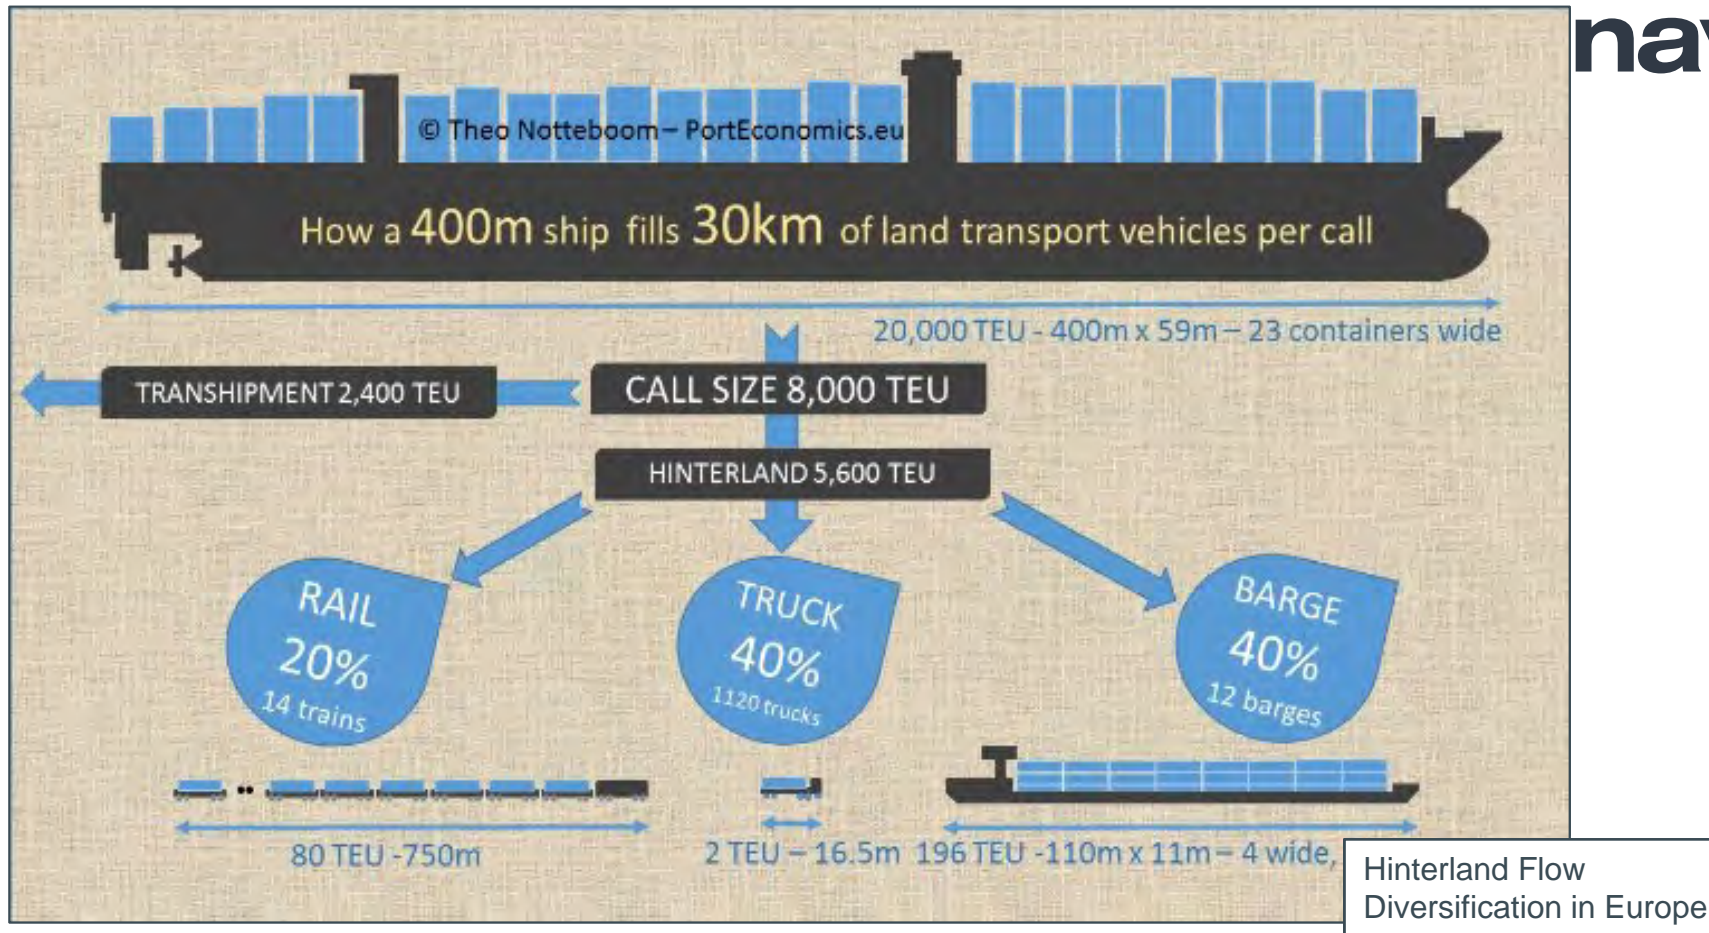 © Theo Notteboom – PortEconomics.eu
How a 400m ship fills 30km of land transport vehicles per call
20,000 TEU - 400m x 59m – 23 containers wide
TRANSHIPMENT 2,400 TEU
CALL SIZE 8,000 TEU
HINTERLAND 5,600 TEU
RAIL
20%
14 trains
TRUCK
40%
1120 trucks
BARGE
40%
12 barges
80 TEU -750m
2 TEU – 16.5m
196 TEU -110m x 11m – 4 wide,
Hinterland Flow
Diversification in Europe